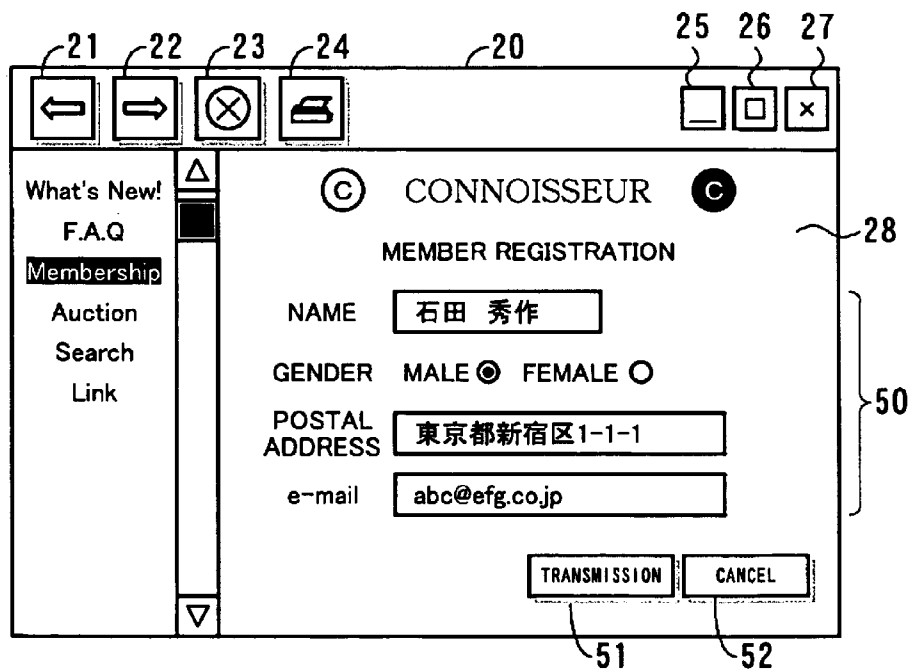 21 22 23 24 20 25 26 27
What's New!
F.A.Q
Membership
Auction
Search
Link
C CONNOISSEUR C
28
MEMBER REGISTRATION
NAME 石田 秀作
GENDER MALE FEMALE
50
POSTAL
ADDRESS 東京都新宿区1-1-1
e-mail abc@efg.co.jp
TRANSMISSION CANCEL
51 52